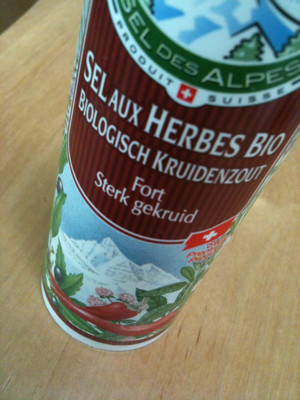 SEL DES ALPES
PRODUIT SUISSE
SEL AUX HERBES BIO
BIOLOGISCH KRUIDENZOUT
Fort
Sterk gekruid